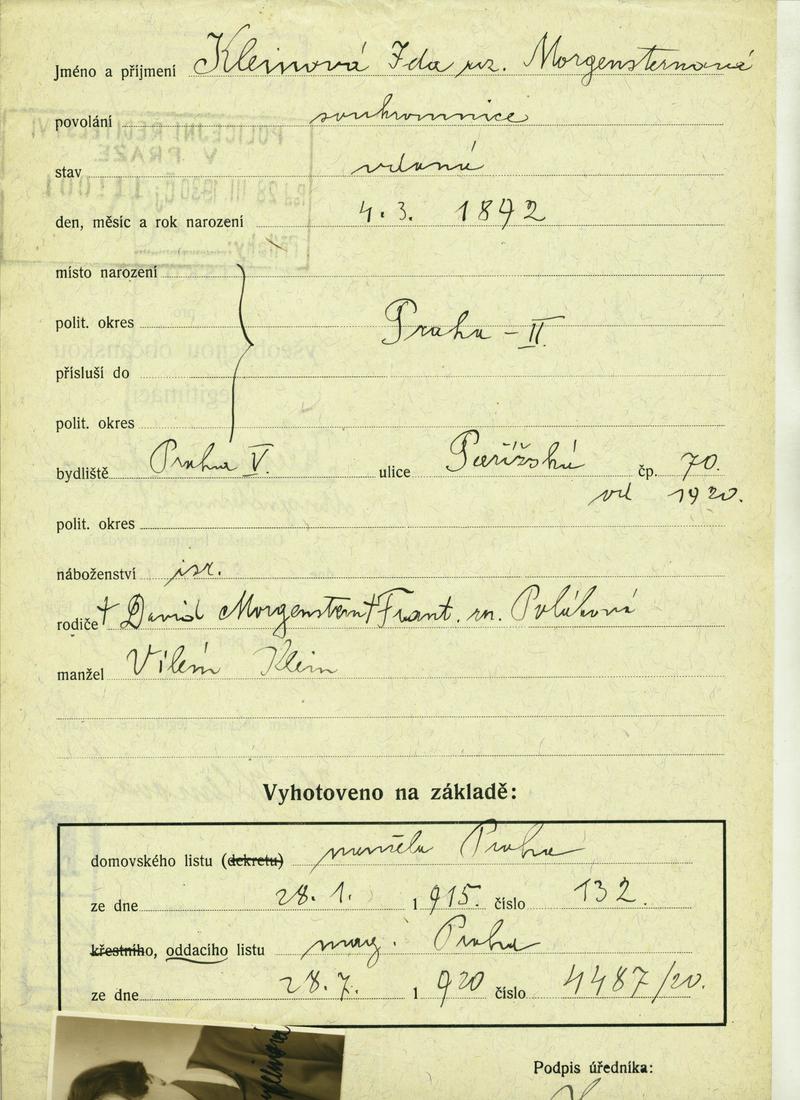 Jméno a příjmení Kleinová Ida roz. Morgensternová
povolání soukromnice
stav vdaná
den, měsíc a rok narození 4. 3. 1892
místo narození
polit. okres Praha – II.
přísluší do
polit. okres
bydliště Praha V. ulice Pařížská čp. 70.
od 1920.
polit. okres
náboženství isr.
rodiče † David Morgenstern † Frant. rn. Poláková
manžel Vilém Klein
Vyhotoveno na základě:
domovského listu (dekretu) manžela Praha
ze dne 28. 1. 1915. číslo 132.
křestního, oddacího listu mag. Praha
ze dne 28. 7. 1920 číslo 4487/20.
Podpis úředníka: